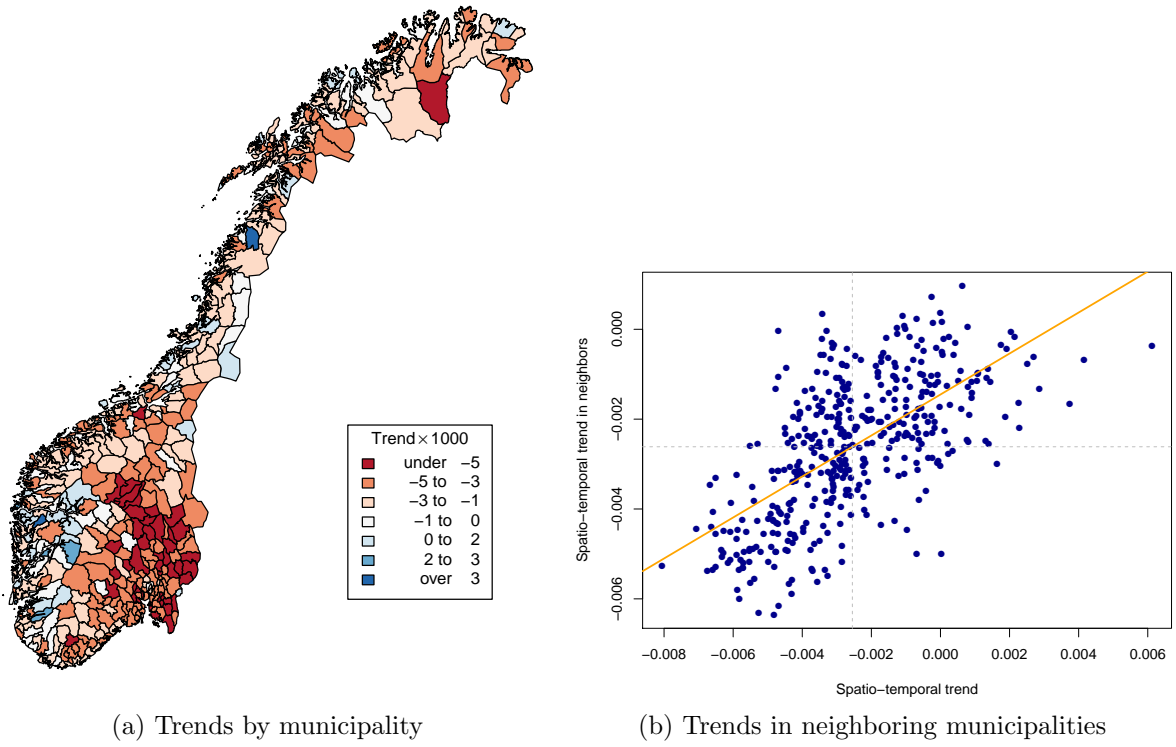 Trend×1000
under −5
−5 to −3
−3 to −1
−1 to 0
0 to 2
2 to 3
over 3
(a) Trends by municipality
Spatio−temporal trend in neighbors
0.000
−0.002
−0.004
−0.006
−0.008 −0.006 −0.004 −0.002 0.000 0.002 0.004 0.006
Spatio−temporal trend
(b) Trends in neighboring municipalities